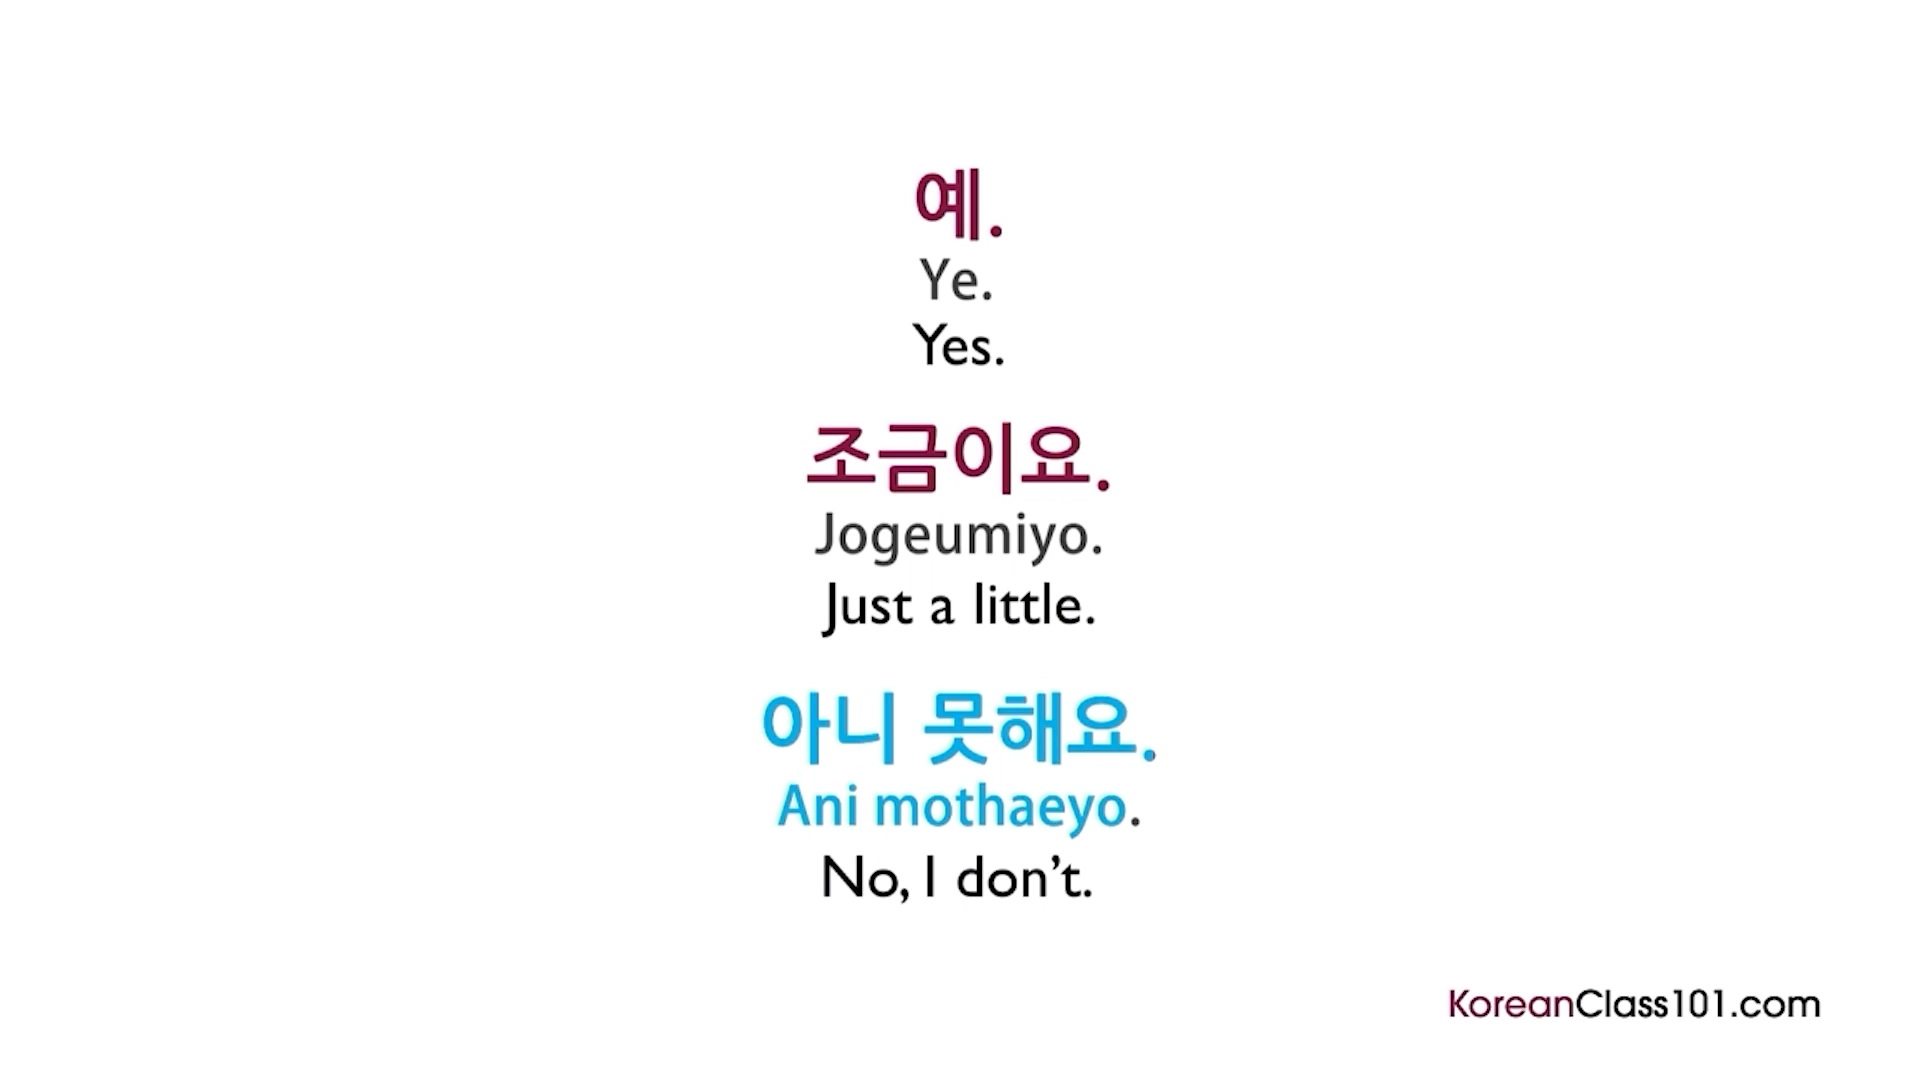 예.
Ye.
Yes.
조금이요.
Jogeumiyo.
Just a little.
아니 못해요.
Ani mothaeyo.
No, I don’t.
KoreanClass101.com